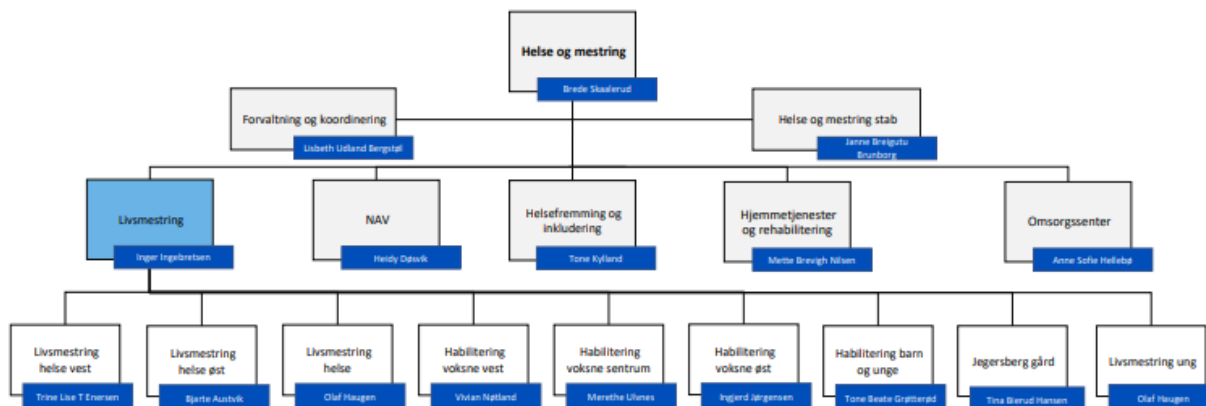 Helse og mestring
Brede Skaalerud
Forvaltning og koordinering
Lisbeth Udland Bergstøl
Helse og mestring stab
Janne Breigutu
Brunborg
Livsmestring
Inger Ingebretsen
NAV
Heidy Døsvik
Helsefremming og
inkludering
Tone Kylland
Hjemmetjenester
og rehabilitering
Mette Brevigh Nilsen
Omsorgssenter
Anne Sofie Hellebø
Livsmestring
helse vest
Trine Lise T Enersen
Livsmestring
helse øst
Bjarte Austvik
Livsmestring
helse
Olaf Haugen
Habilitering
voksne vest
Vivian Nøtland
Habilitering
voksne sentrum
Merethe Ulvnes
Habilitering
voksne øst
Ingjerd Jørgensen
Habilitering barn
og unge
Tone Beate Grøtterød
Jegersberg gård
Tina Bierud Hansen
Livsmestring ung
Olaf Haugen